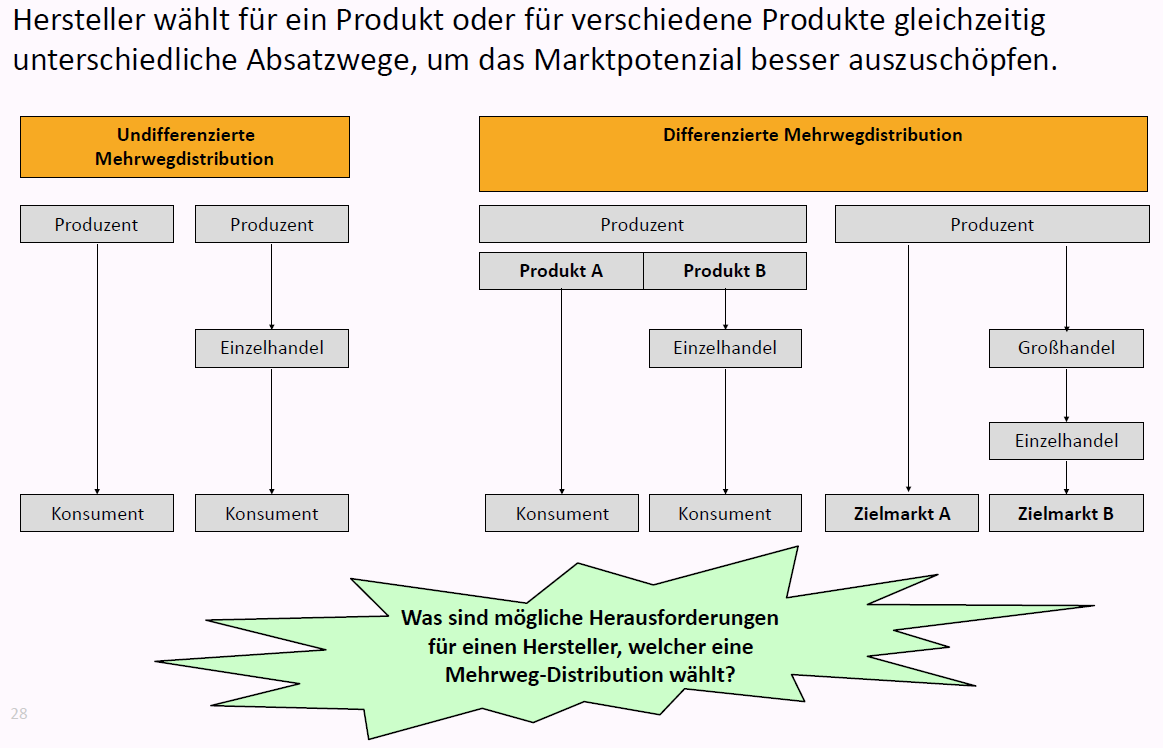 Hersteller wählt für ein Produkt oder für verschiedene Produkte gleichzeitig
unterschiedliche Absatzwege, um das Marktpotenzial besser auszuschöpfen.
Undifferenzierte
Mehrwegdistribution
Produzent
Produzent
Einzelhandel
Konsument
Konsument
Differenzierte Mehrwegdistribution
Produzent
Produkt A
Produkt B
Einzelhandel
Konsument
Konsument
Produzent
Großhandel
Einzelhandel
Zielmarkt A
Zielmarkt B
Was sind mögliche Herausforderungen
für einen Hersteller, welcher eine
Mehrweg-Distribution wählt?
28